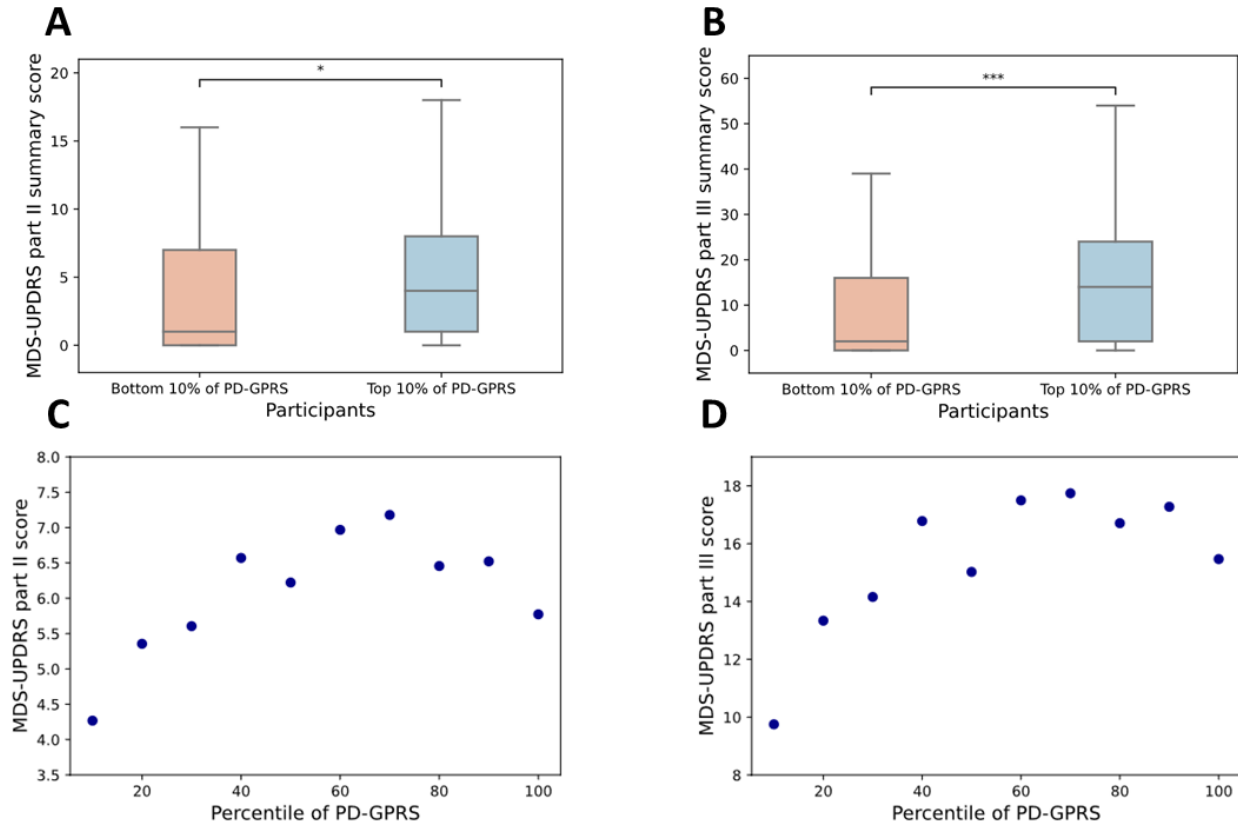 A
MDS-UPDRS part II summary score
20
15
10
5
0
*
Bottom 10% of PD-GPRS
Top 10% of PD-GPRS
Participants
B
MDS-UPDRS part III summary score
60
50
40
30
20
10
0
***
Bottom 10% of PD-GPRS
Top 10% of PD-GPRS
Participants
C
MDS-UPDRS part II score
8.0
7.5
7.0
6.5
6.0
5.5
5.0
4.5
4.0
3.5
20
40
60
80
100
Percentile of PD-GPRS
D
MDS-UPDRS part III score
18
16
14
12
10
8
20
40
60
80
100
Percentile of PD-GPRS